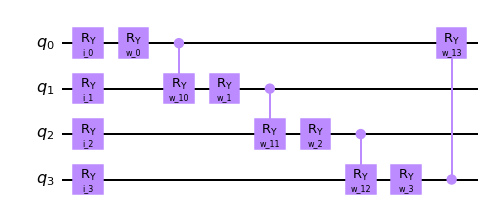 q0 RY i_0 RY w_0 RY w_13
q1 RY i_1 RY w_10 RY w_1
q2 RY i_2 RY w_11 RY w_2
q3 RY i_3 RY w_12 RY w_3